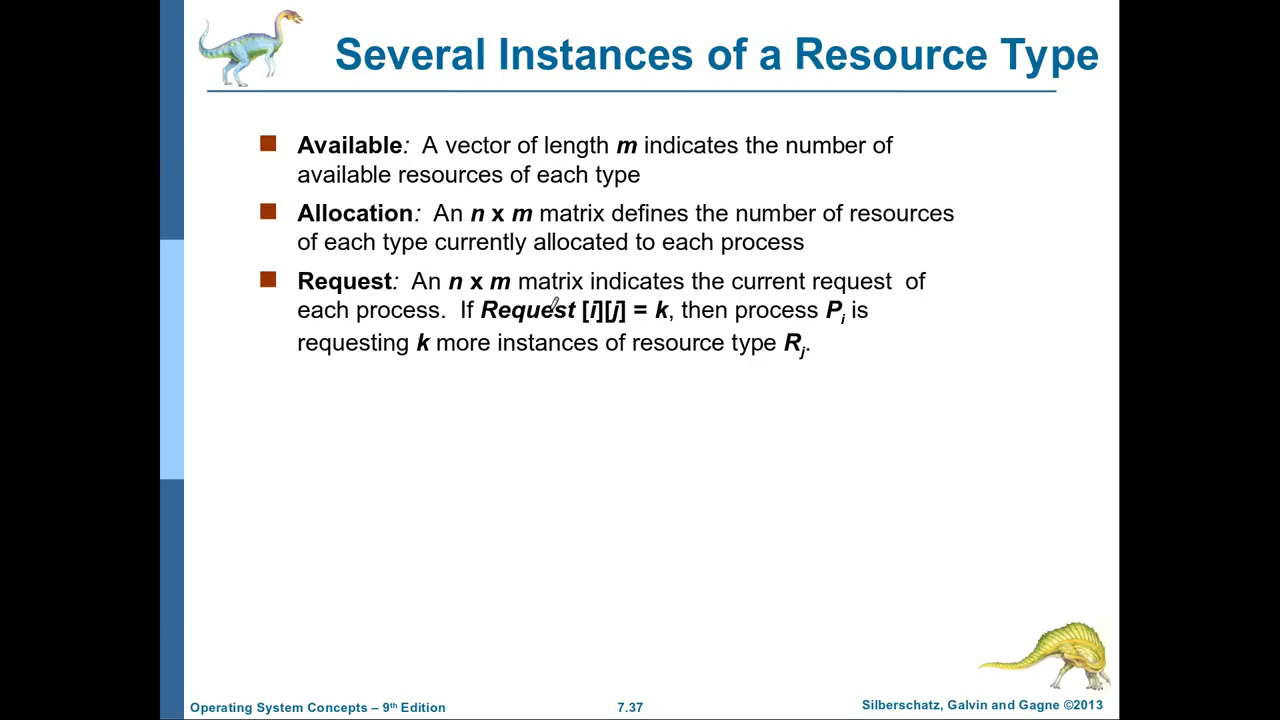 Several Instances of a Resource Type
Available: A vector of length m indicates the number of
available resources of each type
Allocation: An n x m matrix defines the number of resources
of each type currently allocated to each process
Request: An n x m matrix indicates the current request of
each process. If Request [i][j] = k, then process Pi is
requesting k more instances of resource type Rj.
Operating System Concepts – 9th Edition
7.37
Silberschatz, Galvin and Gagne ©2013